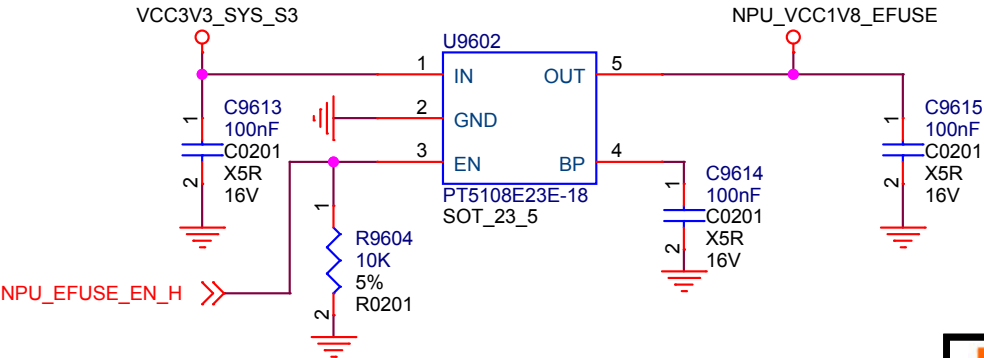 VCC3V3_SYS_S3
NPU_VCC1V8_EFUSE
U9602
1 IN OUT 5
2 GND
3 EN BP 4
PT5108E23E-18
SOT_23_5
1
C9613
100nF
C0201
X5R
16V
2
1
R9604
10K
5%
R0201
2
1
C9614
100nF
C0201
X5R
16V
2
1
C9615
100nF
C0201
X5R
16V
2
NPU_EFUSE_EN_H